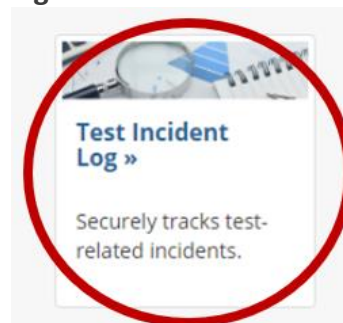 Test Incident
Log »
Securely tracks test-
related incidents.